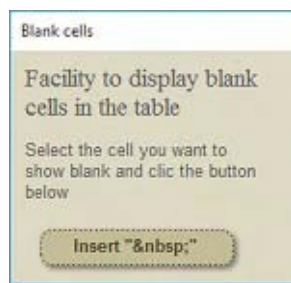 Blank cells
Facility to display blank
cells in the table
Select the cell you want to
show blank and clic the button
below
Insert "&nbsp;"